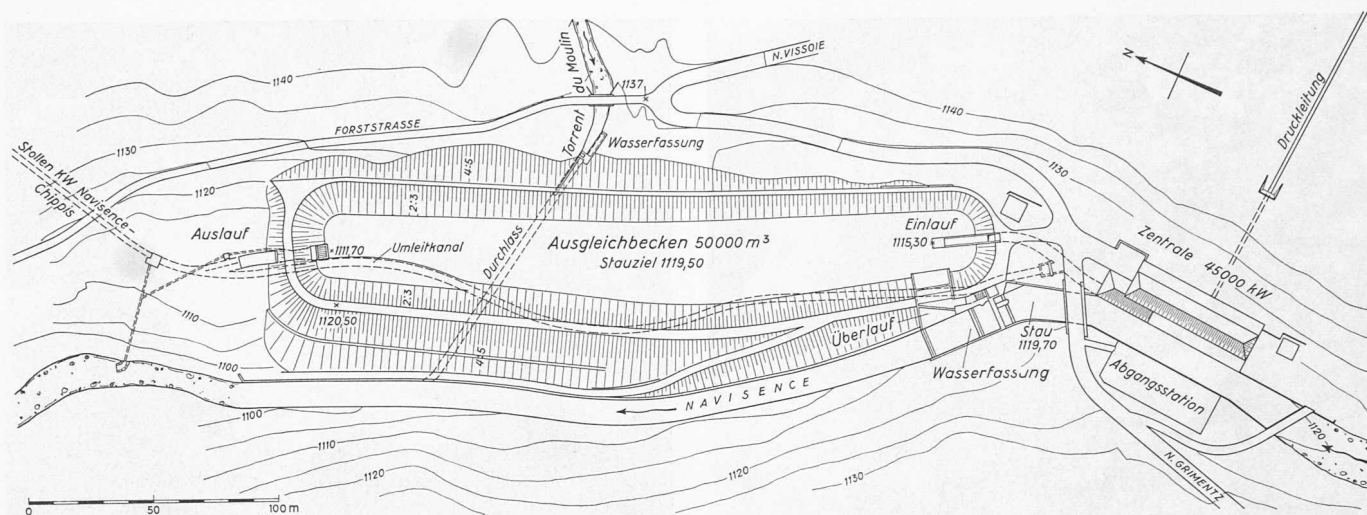 1140
1130
1120
Stollen KW Navisence-
Chippis
FORSTSTRASSE
Torrent du Moulin
1137
N. VISSOIE
1140
1130
N
Druckleitung
Wasserfassung
4:5
2:3
Auslauf
1111,70
Umleitkanal
Durchlass
Ausgleichbecken 50000 m³
Stauziel 1119,50
Einlauf
1115,30
Zentrale 45000 kW
1110
2:3
1120,50
4:5
Überlauf
Stau
1119,70
Wasserfassung
Abgangsstation
1100
NAVISENCE
1100
1110
1120
1120
1130
N. GRIMENTZ
1120
0 50 100 m